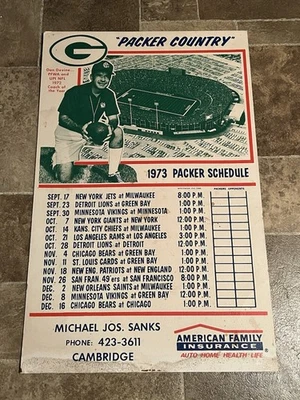 G
"PACKER COUNTRY"
Dan Devine
PFWA and
UPI NFL
1972
Coach of
the Year
1973 PACKER SCHEDULE
PACKERS OPPONENTS
SEPT. 17 NEW YORK JETS at MILWAUKEE 8:00 P.M.
SEPT. 23 DETROIT LIONS at GREEN BAY 1:00 P.M.
SEPT. 30 MINNESOTA VIKINGS at MINNESOTA 1:00 P.M.
OCT. 7 NEW YORK GIANTS at NEW YORK 12:00 P.M.
OCT. 14 KANS. CITY CHIEFS at MILWAUKEE 1:00 P.M.
OCT. 21 LOS ANGELES RAMS at LOS ANGELES 3:00 P.M.
OCT. 28 DETROIT LIONS at DETROIT 12:00 P.M.
NOV. 4 CHICAGO BEARS at GREEN BAY 1:00 P.M.
NOV. 11 ST. LOUIS CARDS at GREEN BAY 1:00 P.M.
NOV. 18 NEW ENG. PATRIOTS at NEW ENGLAND 12:00 P.M.
NOV. 26 SAN FRAN. 49'ers at SAN FRANCISCO 8:00 P.M.
DEC. 2 NEW ORLEANS SAINTS at MILWAUKEE 1:00 P.M.
DEC. 8 MINNESOTA VIKINGS at GREEN BAY 12:00 P.M.
DEC. 16 CHICAGO BEARS at CHICAGO 1:00 P.M.
MICHAEL JOS. SANKS
PHONE: 423-3611
CAMBRIDGE
AMERICAN FAMILY
INSURANCE
AUTO HOME HEALTH LIFE